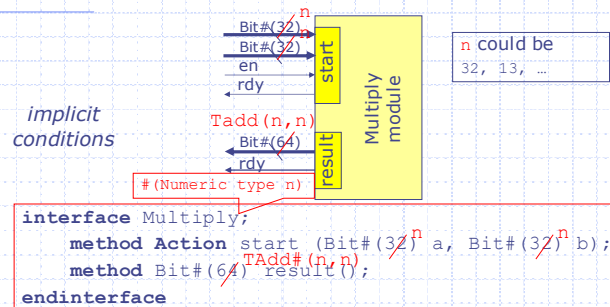 n
Bit#(32)
n
Bit#(32)
en
rdy
start
Multiply
module
n could be
32, 13, …
implicit
conditions
Tadd(n,n)
Bit#(64)
rdy
result
#(Numeric type n)
interface Multiply;
n n
method Action start (Bit#(32) a, Bit#(32) b);
TAdd#(n,n)
method Bit#(64) result();
endinterface